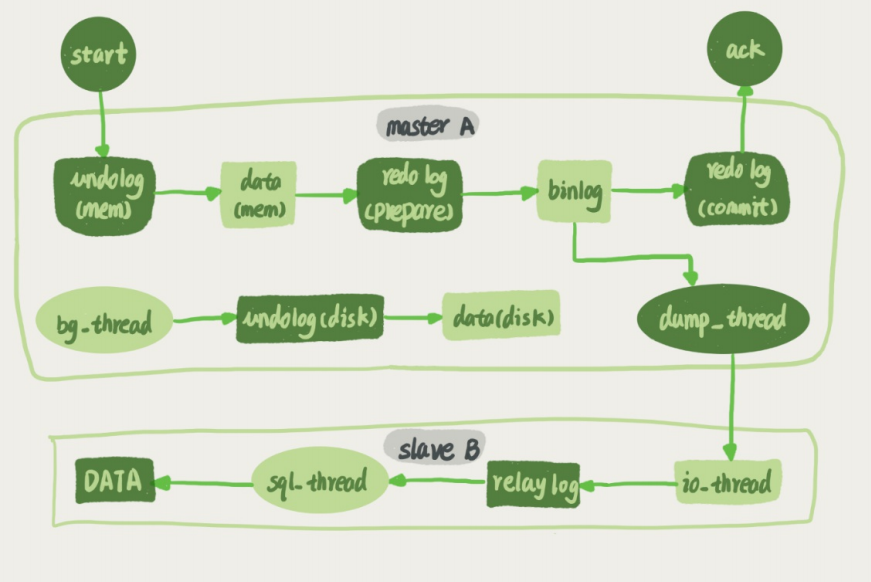 start
ack
master A
undolog
(mem)
data
(mem)
redo log
(prepare)
binlog
redo log
(commit)
bg_thread
undolog(disk)
data(disk)
dump_thread
slave B
DATA
sql_thread
relay log
io_thread